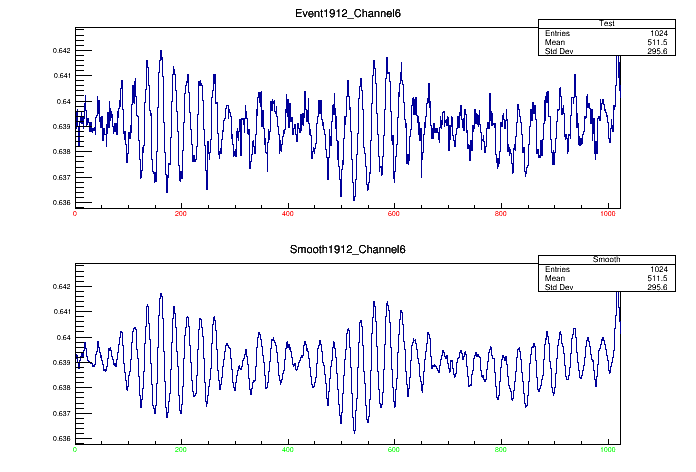 Event1912_Channel6
Test
Entries 1024
Mean 511.5
Std Dev 295.6
0.642
0.641
0.64
0.639
0.638
0.637
0.636
0 200 400 600 800 1000
Smooth1912_Channel6
Smooth
Entries 1024
Mean 511.5
Std Dev 295.6
0.642
0.641
0.64
0.639
0.638
0.637
0.636
0 200 400 600 800 1000